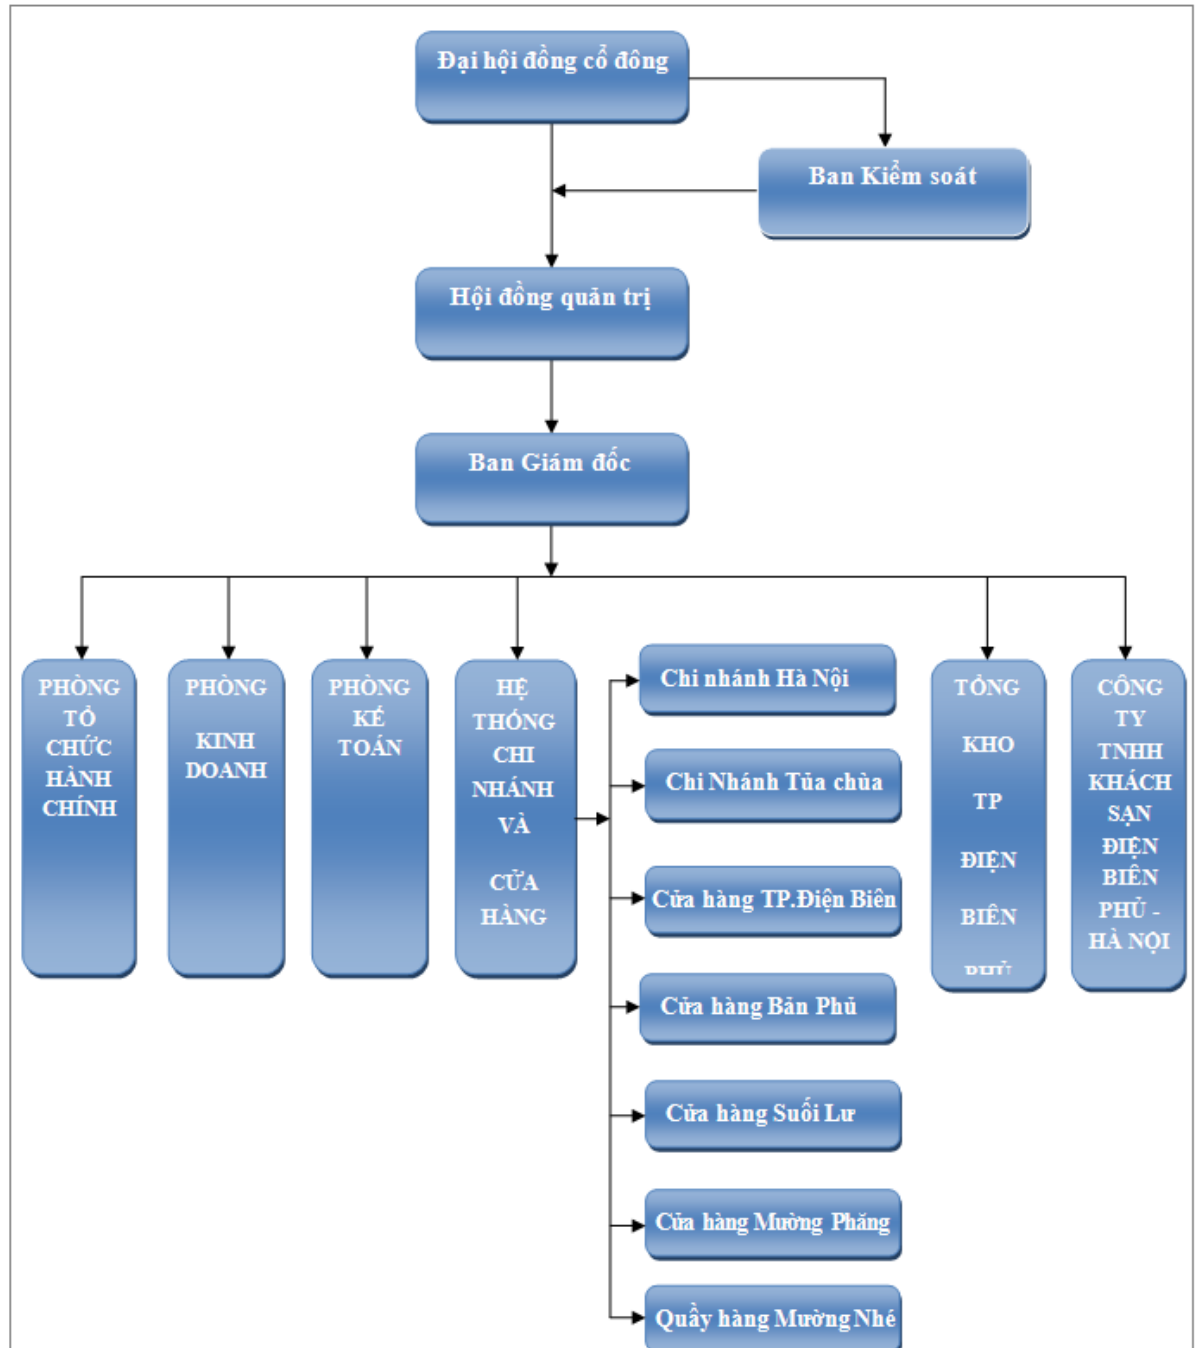 Đại hội đồng cổ đông
Ban Kiểm soát
Hội đồng quản trị
Ban Giám đốc
PHÒNG
TỔ
CHỨC
HÀNH
CHÍNH
PHÒNG
KINH
DOANH
PHÒNG
KẾ
TOÁN
HỆ
THỐNG
CHI
NHÁNH
VÀ
CỬA
HÀNG
Chi nhánh Hà Nội
Chi Nhánh Tủa chùa
Cửa hàng TP.Điện Biên
Cửa hàng Bản Phủ
Cửa hàng Suối Lư
Cửa hàng Mường Phăng
Quầy hàng Mường Nhé
TỔNG
KHO
TP
ĐIỆN
BIÊN
PHỦ
CÔNG
TY
TNHH
KHÁCH
SẠN
ĐIỆN
BIÊN
PHỦ -
HÀ NỘI